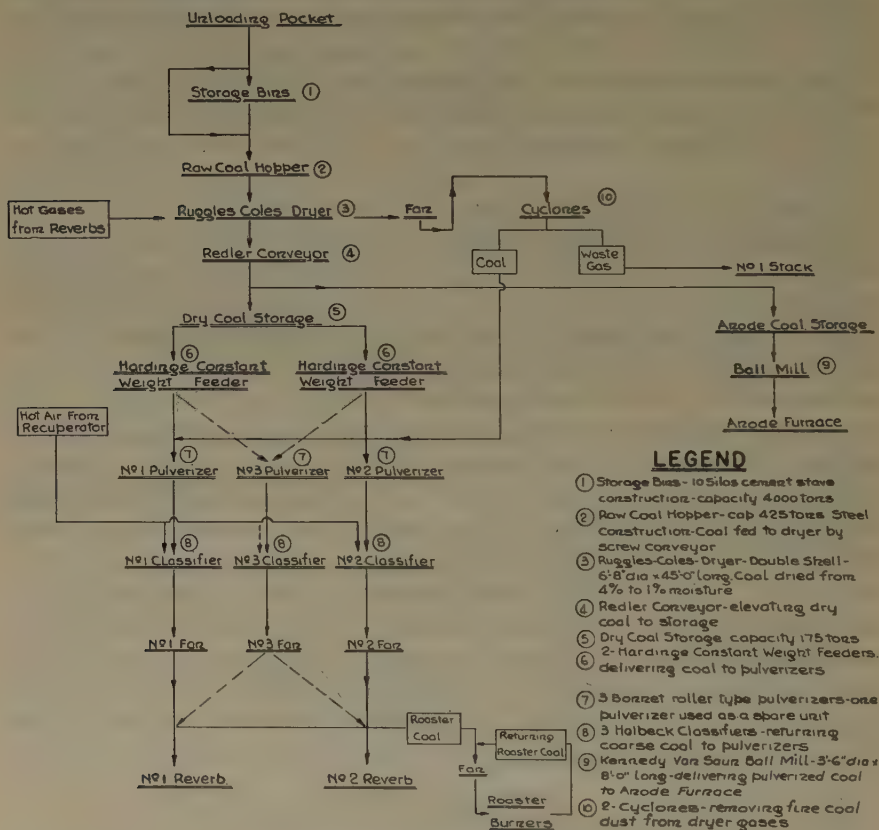 Unloading Pocket
Storage Bins ①
Raw Coal Hopper ②
Hot Gases
from Reverbs
Ruggles Coles Dryer ③
Fan
Cyclones ⑩
Redler Conveyor ④
Coal
Waste
Gas
No 1 Stack
Dry Coal Storage ⑤
Anode Coal Storage
⑥ ⑥
Hardinge Constant
Weight Feeder
Hardinge Constant
Weight Feeder
Ball Mill ⑨
Hot Air From
Recuperator
Anode Furnace
⑦ ⑦ ⑦
No 1 Pulverizer
No 3 Pulverizer
No 2 Pulverizer
⑧ ⑧ ⑧
No 1 Classifier
No 3 Classifier
No 2 Classifier
No 1 Fan
No 3 Fan
No 2 Fan
Roaster
Coal
Returning
Roaster Coal
Fan
No 1 Reverb
No 2 Reverb
Roaster
Burners
LEGEND
① Storage Bins - 10 Silos cement stave
construction - capacity 4000 tons
② Raw Coal Hopper - cap 425 tons Steel
Construction - Coal fed to dryer by
screw conveyor
③ Ruggles-Coles-Dryer-Double Shell-
6'-8" dia x 45'-0" long. Coal dried from
4% to 1% moisture
④ Redler Conveyor - elevating dry
coal to storage
⑤ Dry Coal Storage capacity 175 tons
⑥ 2-Hardinge Constant Weight Feeders.
delivering coal to pulverizers
⑦ 3 Bonnet roller type pulverizers - one
pulverizer used as a spare unit
⑧ 3 Holbeck Classifiers - returning
coarse coal to pulverizers
⑨ Kennedy Van Saun Ball Mill - 3'-6" dia x
8'-0" long - delivering pulverized coal
to Anode Furnace
⑩ 2-Cyclones - removing fine coal
dust from dryer gases